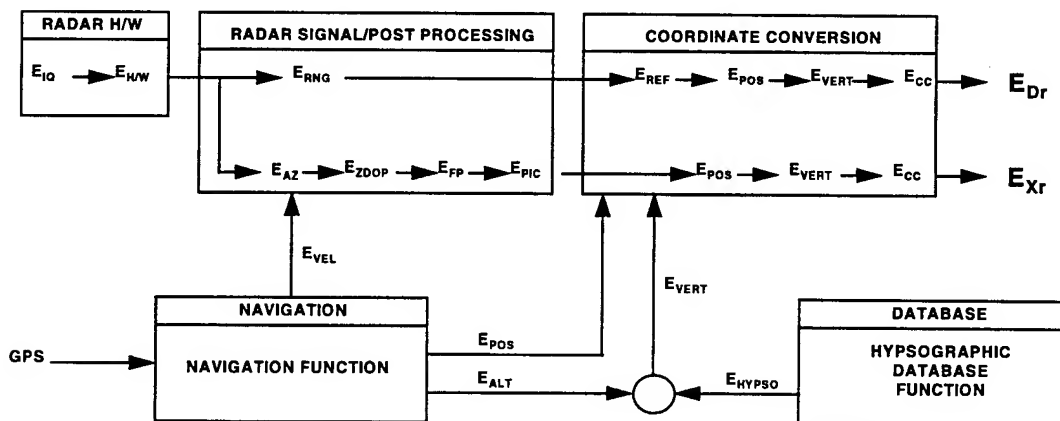 RADAR H/W
E_IQ E_H/W
RADAR SIGNAL/POST PROCESSING
E_RNG
E_AZ E_ZDOP E_FP E_PIC
COORDINATE CONVERSION
E_REF E_POS E_VERT E_CC
E_POS E_VERT E_CC
E_Dr
E_Xr
E_VEL
E_VERT
GPS
NAVIGATION
NAVIGATION FUNCTION
E_POS
E_ALT
E_HYPSO
DATABASE
HYPSOGRAPHIC
DATABASE
FUNCTION